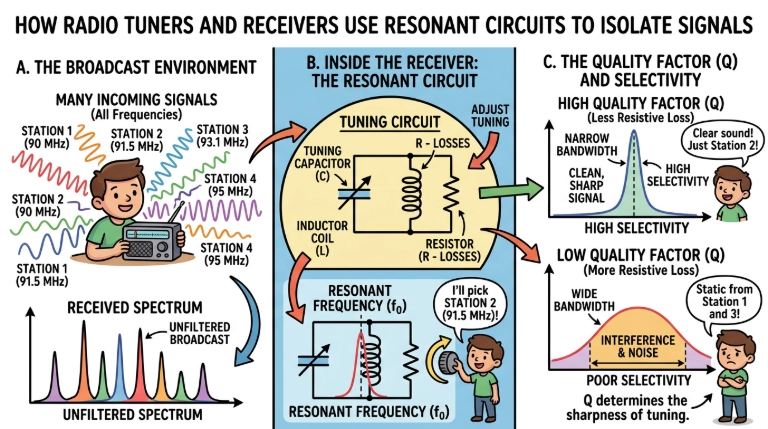 HOW RADIO TUNERS AND RECEIVERS USE RESONANT CIRCUITS TO ISOLATE SIGNALS
A. THE BROADCAST ENVIRONMENT
MANY INCOMING SIGNALS
(All Frequencies)
STATION 1
(90 MHz)
STATION 2
(91.5 MHz)
STATION 3
(93.1 MHz)
STATION 2
(90 MHz)
STATION 4
(95 MHz)
STATION 1
(91.5 MHz)
STATION 4
(95 MHz)
RECEIVED SPECTRUM
UNFILTERED
BROADCAST
UNFILTERED SPECTRUM
B. INSIDE THE RECEIVER:
THE RESONANT CIRCUIT
TUNING CIRCUIT
ADJUST
TUNING
TUNING
CAPACITOR
(C)
R - LOSSES
INDUCTOR
COIL
(L)
RESISTOR
(R - LOSSES)
RESONANT
FREQUENCY (f₀)
I'll pick
STATION 2
(91.5 MHz)!
RESONANT FREQUENCY (f₀)
C. THE QUALITY FACTOR (Q)
AND SELECTIVITY
HIGH QUALITY FACTOR (Q)
(Less Resistive Loss)
NARROW
BANDWIDTH
CLEAN,
SHARP
SIGNAL
HIGH
SELECTIVITY
Clear sound!
Just Station 2!
HIGH SELECTIVITY
LOW QUALITY FACTOR (Q)
(More Resistive Loss)
WIDE
BANDWIDTH
Static from
Station 1
and 3!
INTERFERENCE
& NOISE
POOR SELECTIVITY
Q determines the
sharpness of tuning.